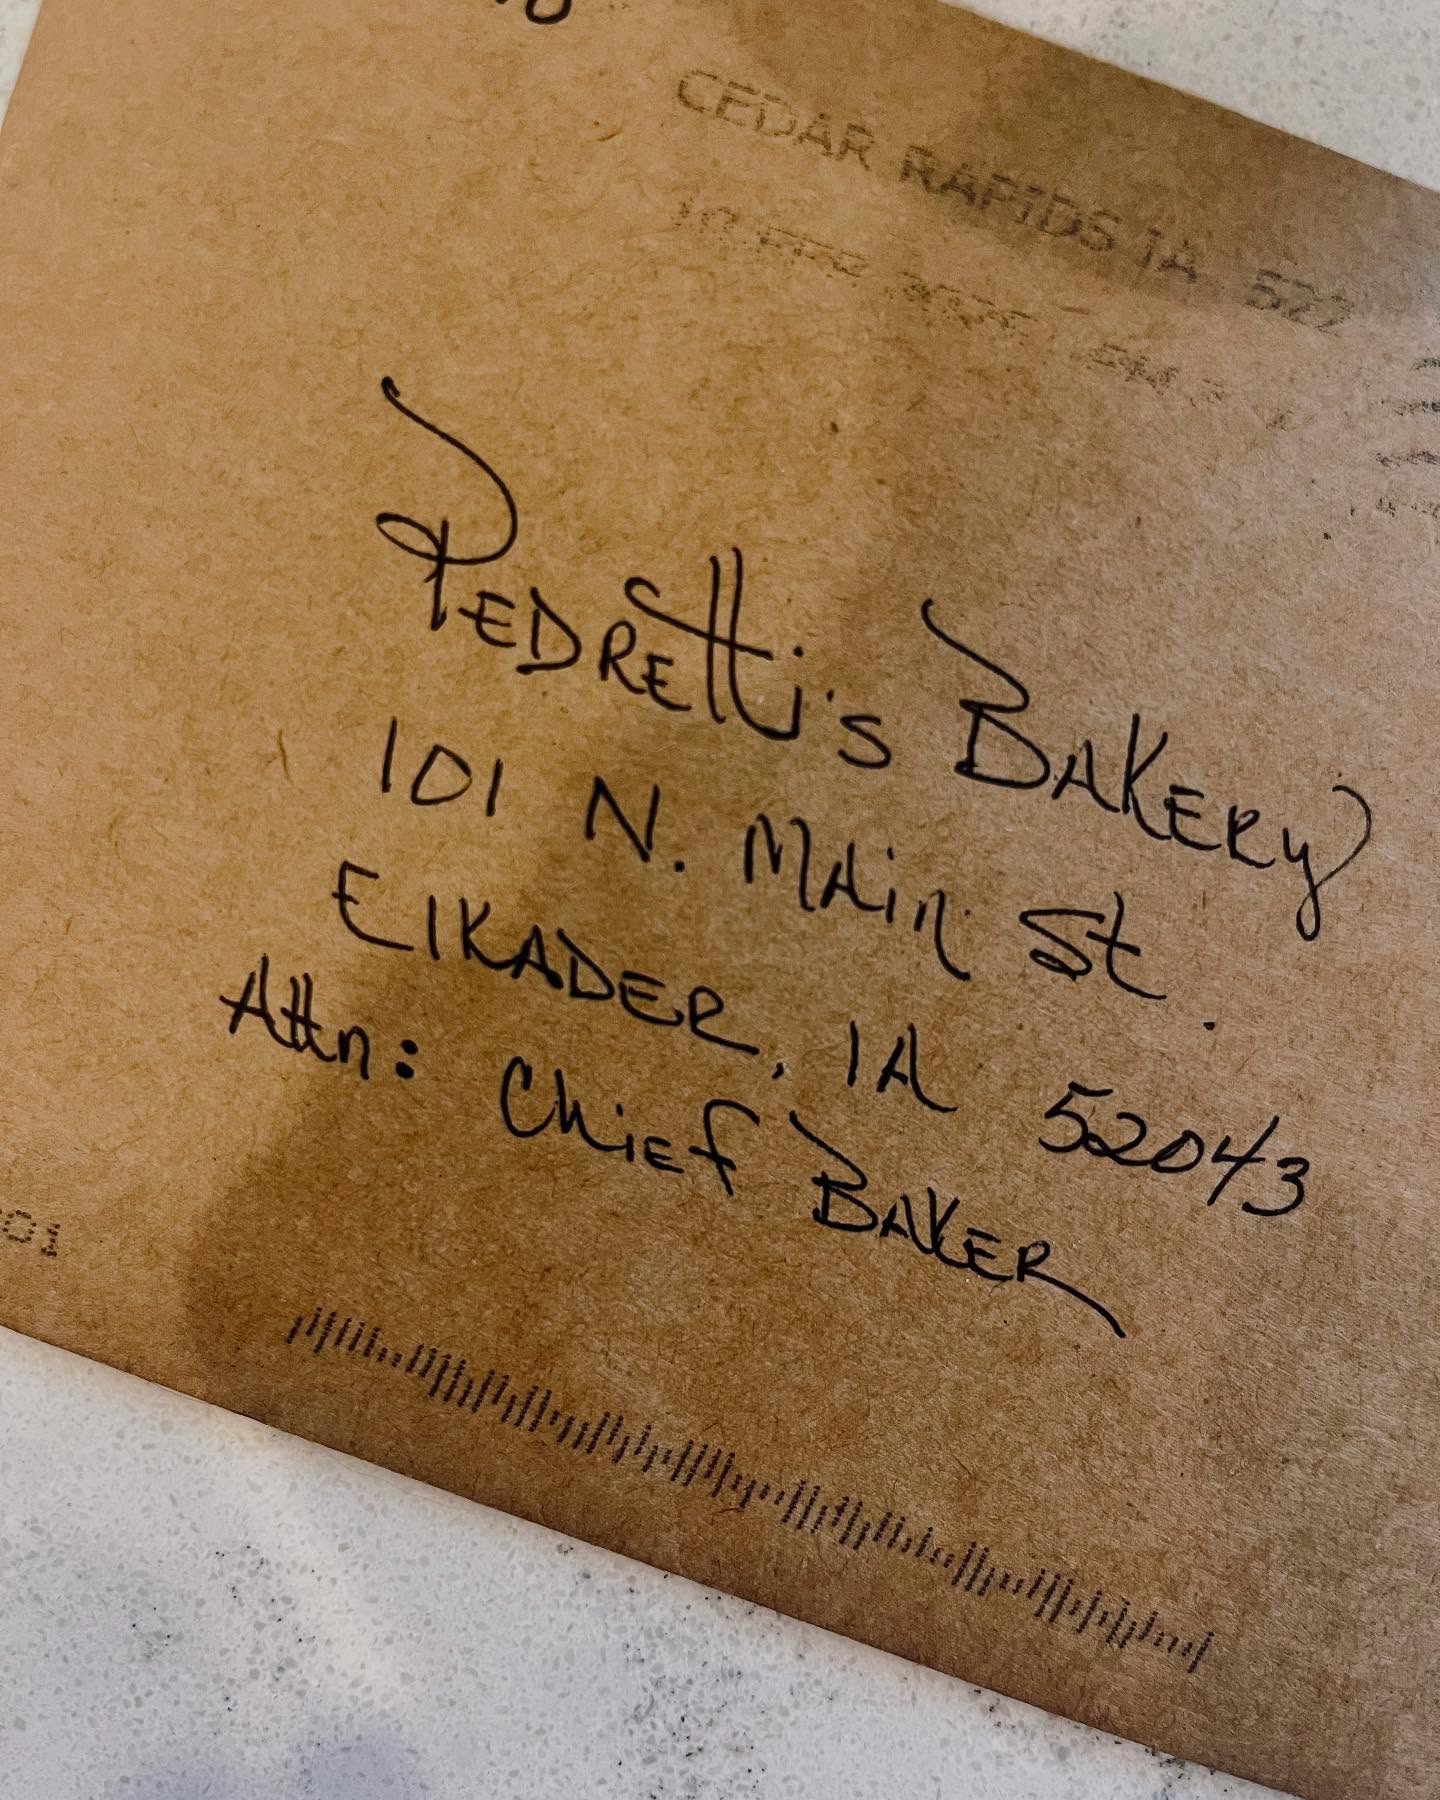 CEDAR RAPIDS IA 522
PEDREtti's BAKERY
101 N. MAin St.
ElKADER, IA 52043
Attn: ChiEf BAKER